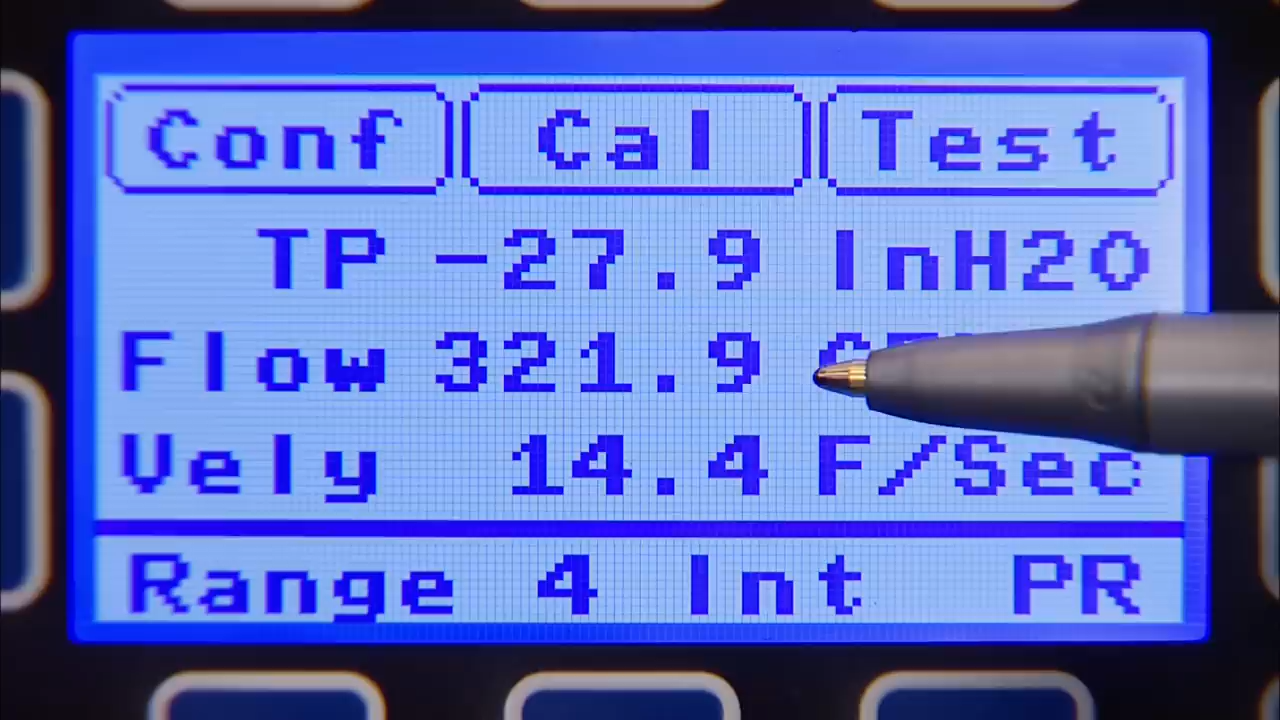 Conf Cal Test
TP -27.9 InH2O
Flow 321.9
Vely 14.4 F/Sec
Range 4 Int PR